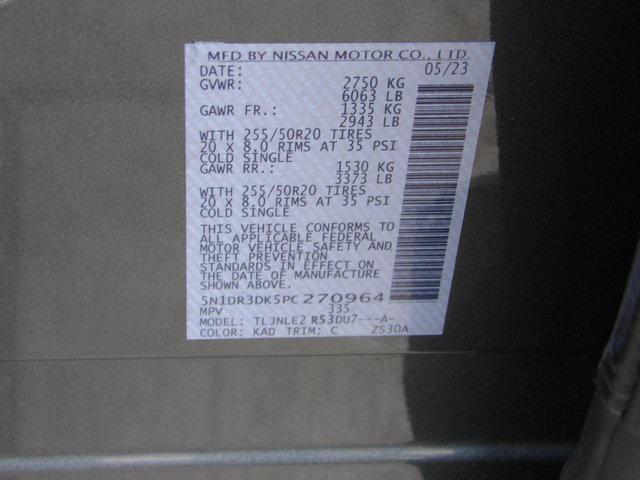 MFD BY NISSAN MOTOR CO., LTD.
DATE: 05/23
GVWR: 2750 KG
6063 LB
GAWR FR.: 1335 KG
2943 LB
WITH 255/50R20 TIRES
20 X 8.0 RIMS AT 35 PSI
COLD SINGLE
GAWR RR.: 1530 KG
3373 LB
WITH 255/50R20 TIRES
20 X 8.0 RIMS AT 35 PSI
COLD SINGLE
THIS VEHICLE CONFORMS TO
ALL APPLICABLE FEDERAL
MOTOR VEHICLE SAFETY AND
THEFT PREVENTION
STANDARDS IN EFFECT ON
THE DATE OF MANUFACTURE
SHOWN ABOVE.
5N1DR3DK5PC270964
MPV 335
MODEL: TLJNLE2 R53DU7---A-
COLOR: KAD TRIM: C ZS30A